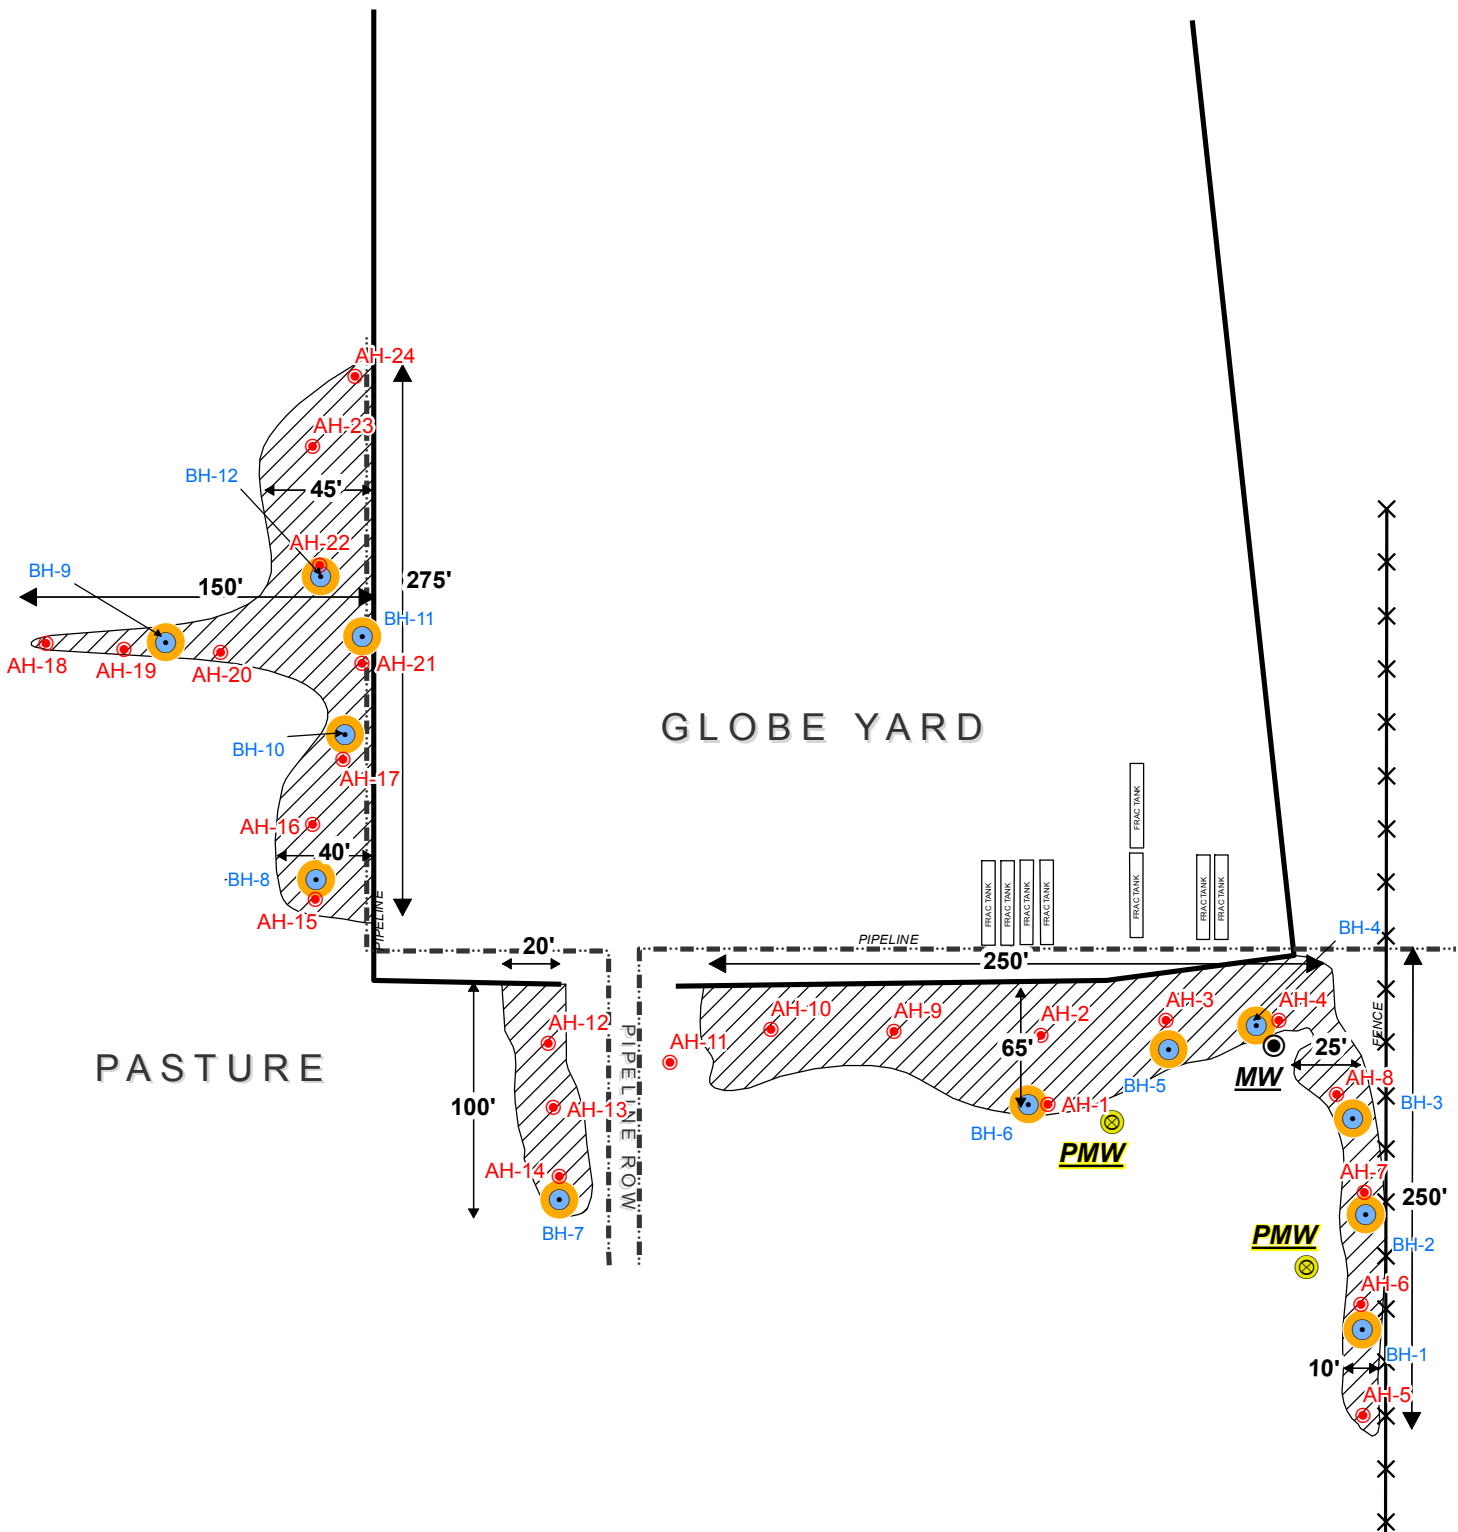 AH-24
AH-23
BH-12
45'
AH-22
BH-9
150'
275'
BH-11
AH-18
AH-19
AH-20
AH-21
GLOBE YARD
BH-10
AH-17
FRAC TANK
AH-16
40'
BH-8
AH-15
PIPELINE
FRAC TANK
FRAC TANK
FRAC TANK
FRAC TANK
FRAC TANK
FRAC TANK
FRAC TANK
20'
PIPELINE
BH-4
250'
AH-12
AH-11
AH-10
AH-9
AH-2
AH-3
AH-4
65'
25'
FENCE
PASTURE
PIPELINE ROW
MW
BH-5
AH-8
100'
AH-13
AH-1
BH-3
BH-6
PMW
AH-14
AH-7
250'
BH-7
PMW
BH-2
AH-6
BH-1
10'
AH-5